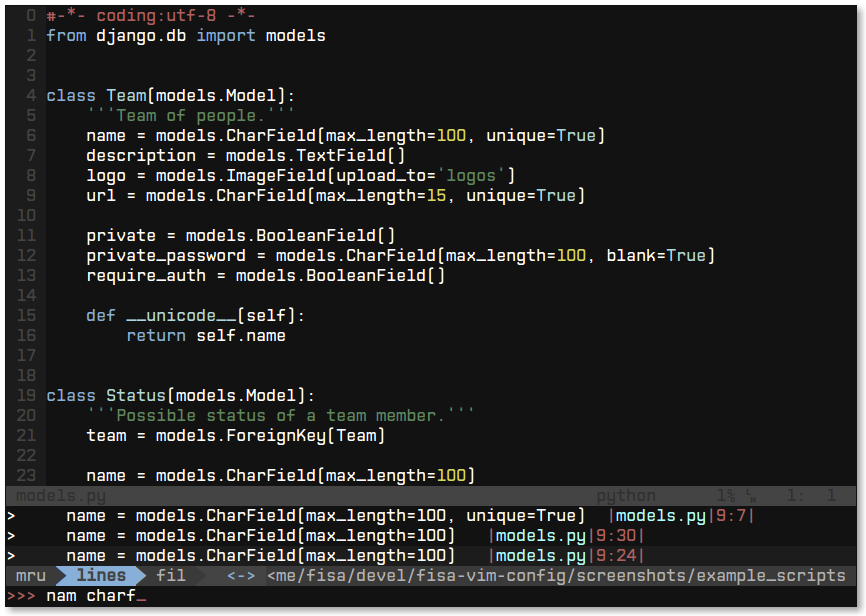 0 #-*- coding:utf-8 -*-
1 from django.db import models
2
3
4 class Team(models.Model):
5     '''Team of people.'''
6     name = models.CharField(max_length=100, unique=True)
7     description = models.TextField()
8     logo = models.ImageField(upload_to='logos')
9     url = models.CharField(max_length=15, unique=True)
10
11     private = models.BooleanField()
12     private_password = models.CharField(max_length=100, blank=True)
13     require_auth = models.BooleanField()
14
15     def __unicode__(self):
16         return self.name
17
18
19 class Status(models.Model):
20     '''Possible status of a team member.'''
21     team = models.ForeignKey(Team)
22
23     name = models.CharField(max_length=100)
models.py python 1% ␤ 1: 1
>     name = models.CharField(max_length=100, unique=True)  |models.py|9:7|
>     name = models.CharField(max_length=100)   |models.py|9:30|
>     name = models.CharField(max_length=100)   |models.py|9:24|
mru lines fil <-> <me/fisa/devel/fisa-vim-config/screenshots/example_scripts
>>> nam charf_